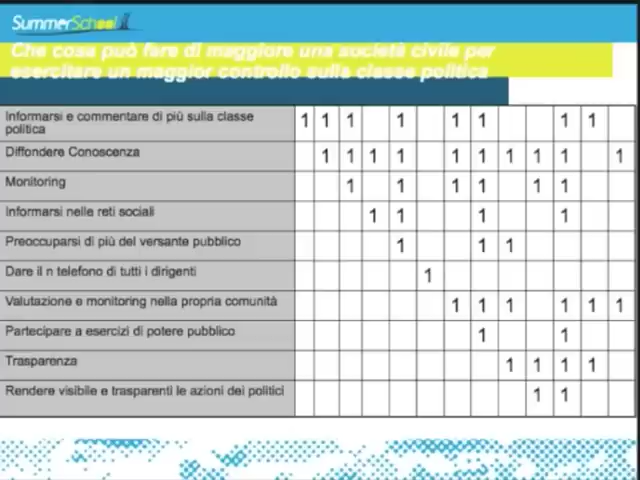 SummerSchool
Che cosa può fare di maggiore una società civile per
esercitare un maggior controllo sulla classe politica
Informarsi e commentare di più sulla classe 1 1 1 1 1 1 1 1
politica
Diffondere Conoscenza 1 1 1 1 1 1 1 1 1 1 1
Monitoring 1 1 1 1 1 1
Informarsi nelle reti sociali 1 1 1 1
Preoccuparsi di più del versante pubblico 1 1 1
Dare il n telefono di tutti i dirigenti 1
Valutazione e monitoring nella propria comunità 1 1 1 1 1 1
Partecipare a esercizi di potere pubblico 1 1
Trasparenza 1 1 1 1
Rendere visibile e trasparenti le azioni dei politici 1 1